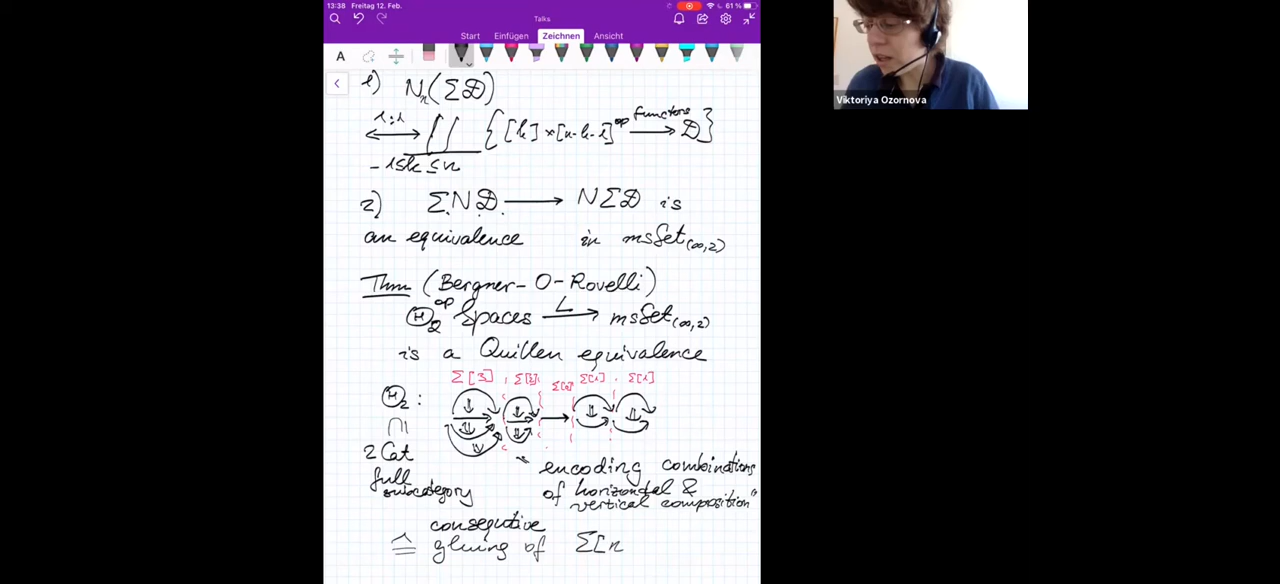 13:38 Freitag 12. Feb.
61 %
Talks
Start Einfügen Zeichnen Ansicht
A
Viktoriya Ozornova
1) Nₙ(Σ𝒟)
1:1 ⟷ ∐ {[k]×[n-k-1]^op functors ⟶ 𝒟}
-1≤k≤n
2) ΣN𝒟 ⟶ NΣ𝒟 is
an equivalence in msSet(∞,2)
Thm (Bergner-O-Rovelli)
Θ₂^op Spaces L⟶ msSet(∞,2)
is a Quillen equivalence
Σ[3] , Σ[2], Σ[0] Σ[1] , Σ[1]
Θ₂ :
∩
2Cat
full
subcategory
"encoding combinations
of horizontal &
vertical composition"
≙ consequtive
gluing of Σ[n